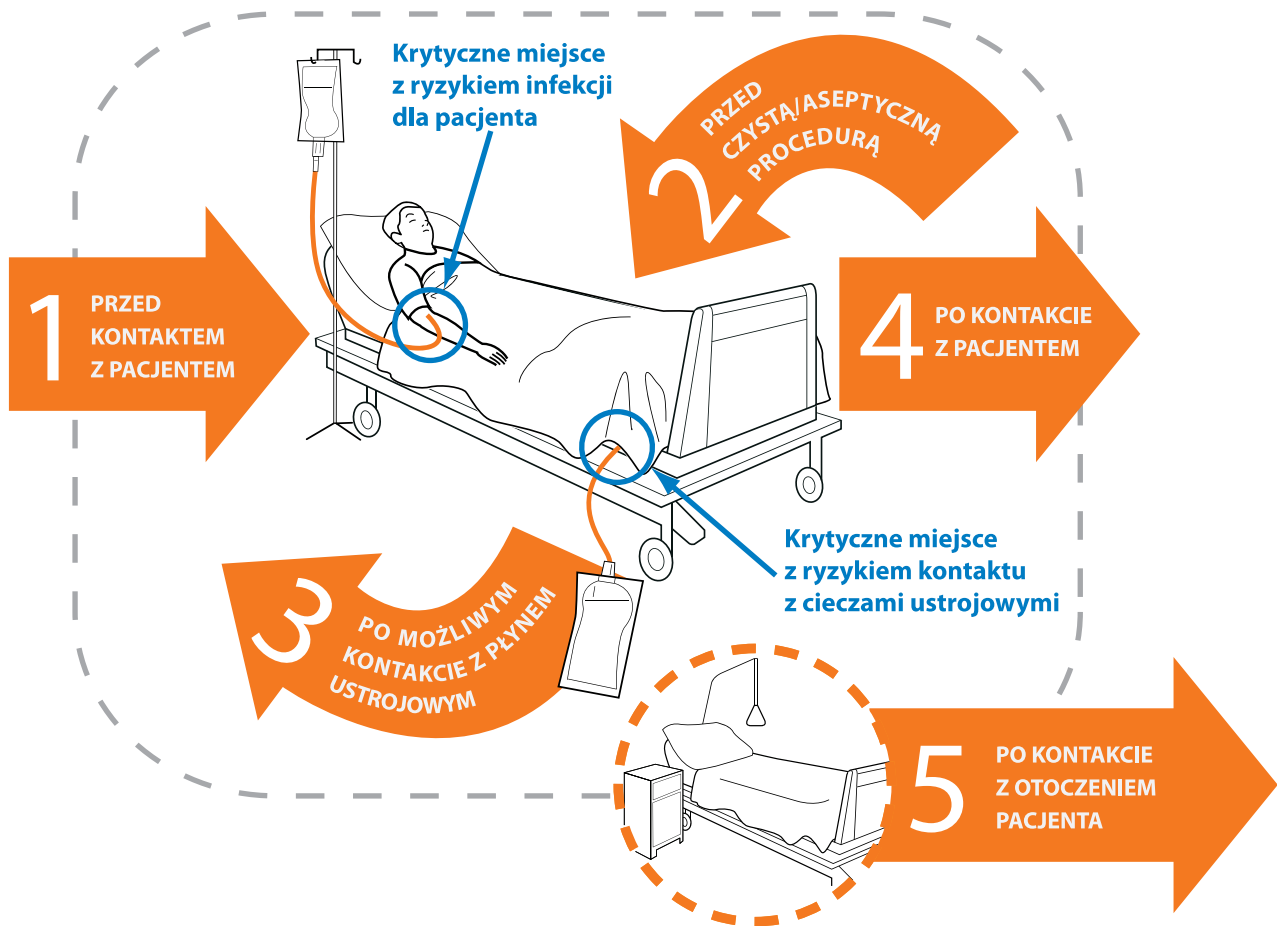 Krytyczne miejsce
z ryzykiem infekcji
dla pacjenta
1
PRZED
KONTAKTEM
Z PACJENTEM
2
PRZED
CZYSTĄ/ASEPTYCZNĄ
PROCEDURĄ
3
PO MOŻLIWYM
KONTAKCIE Z PŁYNEM
USTROJOWYM
4
PO KONTAKCIE
Z PACJENTEM
Krytyczne miejsce
z ryzykiem kontaktu
z cieczami ustrojowymi
5
PO KONTAKCIE
Z OTOCZENIEM
PACJENTA